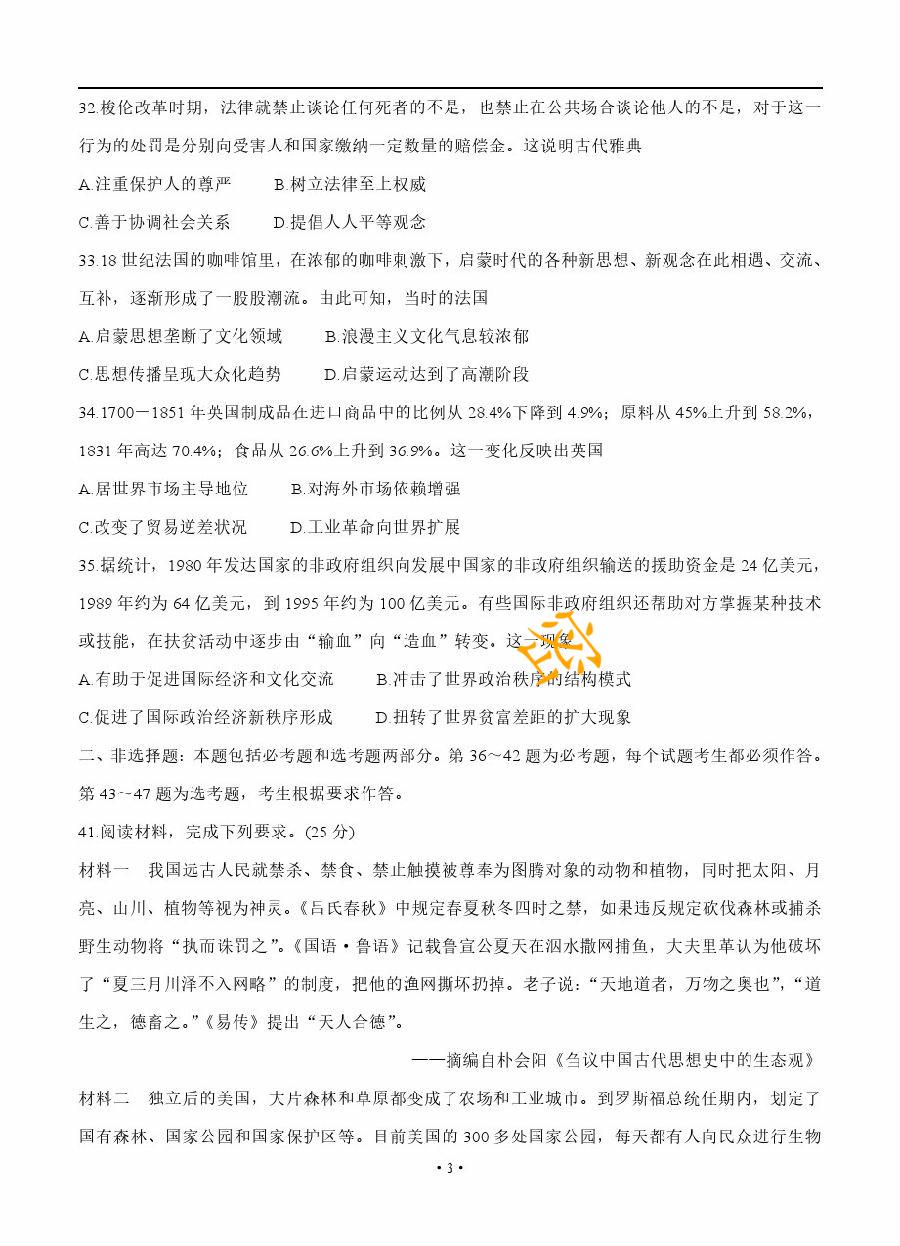 32.梭伦改革时期，法律就禁止谈论任何死者的不是，也禁止在公共场合谈论他人的不是，对于这一
行为的处罚是分别向受害人和国家缴纳一定数量的赔偿金。这说明古代雅典
A.注重保护人的尊严 B.树立法律至上权威
C.善于协调社会关系 D.提倡人人平等观念
33.18 世纪法国的咖啡馆里，在浓郁的咖啡刺激下，启蒙时代的各种新思想、新观念在此相遇、交流、
互补，逐渐形成了一股股潮流。由此可知，当时的法国
A.启蒙思想垄断了文化领域 B.浪漫主义文化气息较浓郁
C.思想传播呈现大众化趋势 D.启蒙运动达到了高潮阶段
34.1700－1851 年英国制成品在进口商品中的比例从 28.4%下降到 4.9%；原料从 45%上升到 58.2%，
1831 年高达 70.4%；食品从 26.6%上升到 36.9%。这一变化反映出英国
A.居世界市场主导地位 B.对海外市场依赖增强
C.改变了贸易逆差状况 D.工业革命向世界扩展
35 据统计，1980 年发达国家的非政府组织向发展中国家的非政府组织输送的援助资金是 24 亿美元，
1989 年约为 64 亿美元，到 1995 年约为 100 亿美元。有些国际非政府组织还帮助对方掌握某种技术
或技能，在扶贫活动中逐步由“输血”向“造血”转变。这一现象
A.有助于促进国际经济和文化交流 B.冲击了世界政治秩序的结构模式
C.促进了国际政治经济新秩序形成 D.扭转了世界贫富差距的扩大现象
二、非选择题：本题包括必考题和选考题两部分。第 36～42 题为必考题，每个试题考生都必须作答。
第 43～47 题为选考题，考生根据要求作答。
41.阅读材料，完成下列要求。(25 分)
材料一 我国远古人民就禁杀、禁食、禁止触摸被尊奉为图腾对象的动物和植物，同时把太阳、月
亮、山川、植物等视为神灵。《吕氏春秋》中规定春夏秋冬四时之禁，如果违反规定砍伐森林或捕杀
野生动物将“执而诛罚之”。《国语·鲁语》记载鲁宣公夏天在泗水撒网捕鱼，大夫里革认为他破坏
了“夏三月川泽不入网略”的制度，把他的渔网撕坏扔掉。老子说：“天地道者，万物之奥也”，“道
生之，德畜之。”《易传》提出“天人合德”。
——摘编自朴会阳《刍议中国古代思想史中的生态观》
材料二 独立后的美国，大片森林和草原都变成了农场和工业城市。到罗斯福总统任期内，划定了
国有森林、国家公园和国家保护区等。目前美国的 300 多处国家公园，每天都有人向民众进行生物
·3·